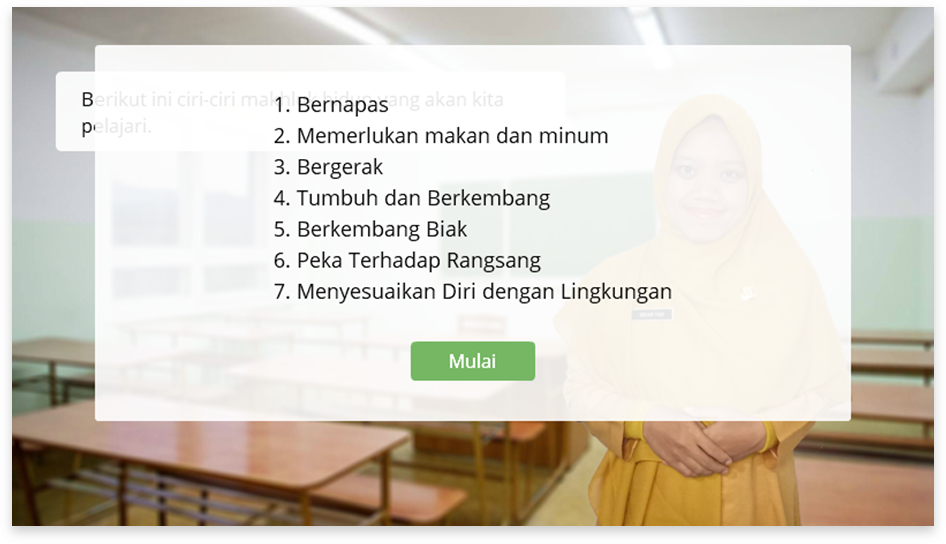 Berikut ini ciri-ciri makhluk hidup yang akan kita
pelajari.
1. Bernapas
2. Memerlukan makan dan minum
3. Bergerak
4. Tumbuh dan Berkembang
5. Berkembang Biak
6. Peka Terhadap Rangsang
7. Menyesuaikan Diri dengan Lingkungan
Mulai